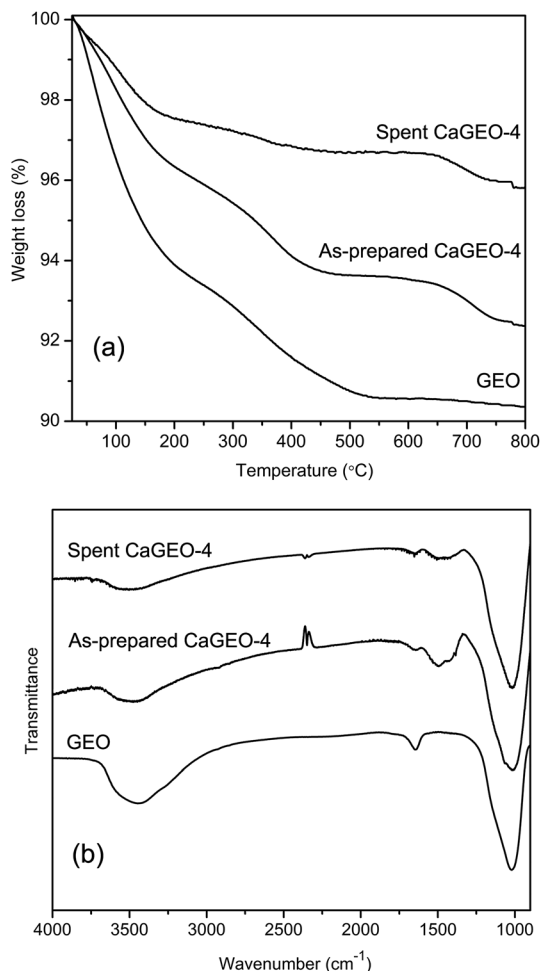 100
98
96
94
92
90
Weight loss (%)
Spent CaGEO-4
As-prepared CaGEO-4
GEO
(a)
100 200 300 400 500 600 700 800
Temperature (°C)
Spent CaGEO-4
As-prepared CaGEO-4
GEO
Transmittance
(b)
4000 3500 3000 2500 2000 1500 1000
Wavenumber (cm-1)